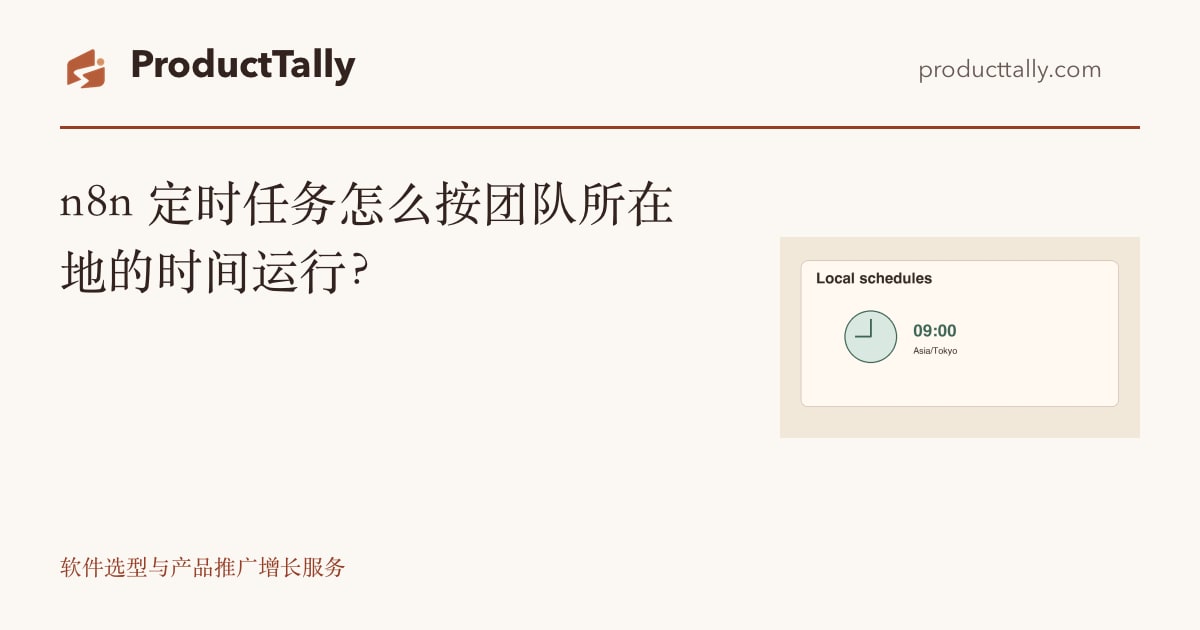 ProductTally
producttally.com
n8n 定时任务怎么按团队所在
地的时间运行?
Local schedules
09:00
Asia/Tokyo
软件选型与产品推广增长服务